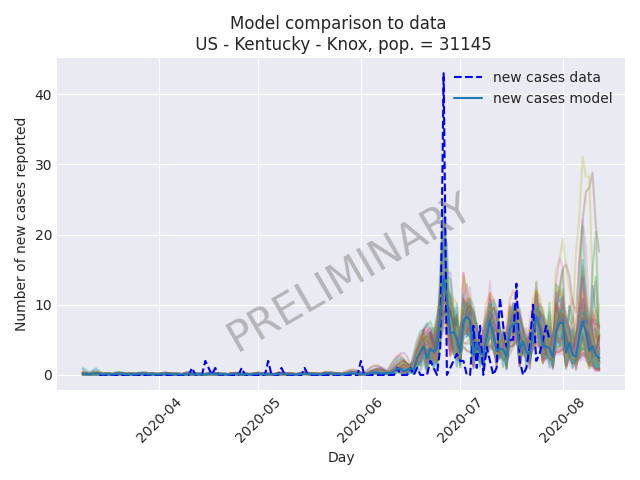 Model comparison to data
US - Kentucky - Knox, pop. = 31145
new cases data
new cases model
Number of new cases reported
40
30
20
10
0
PRELIMINARY
2020-04
2020-05
2020-06
2020-07
2020-08
Day